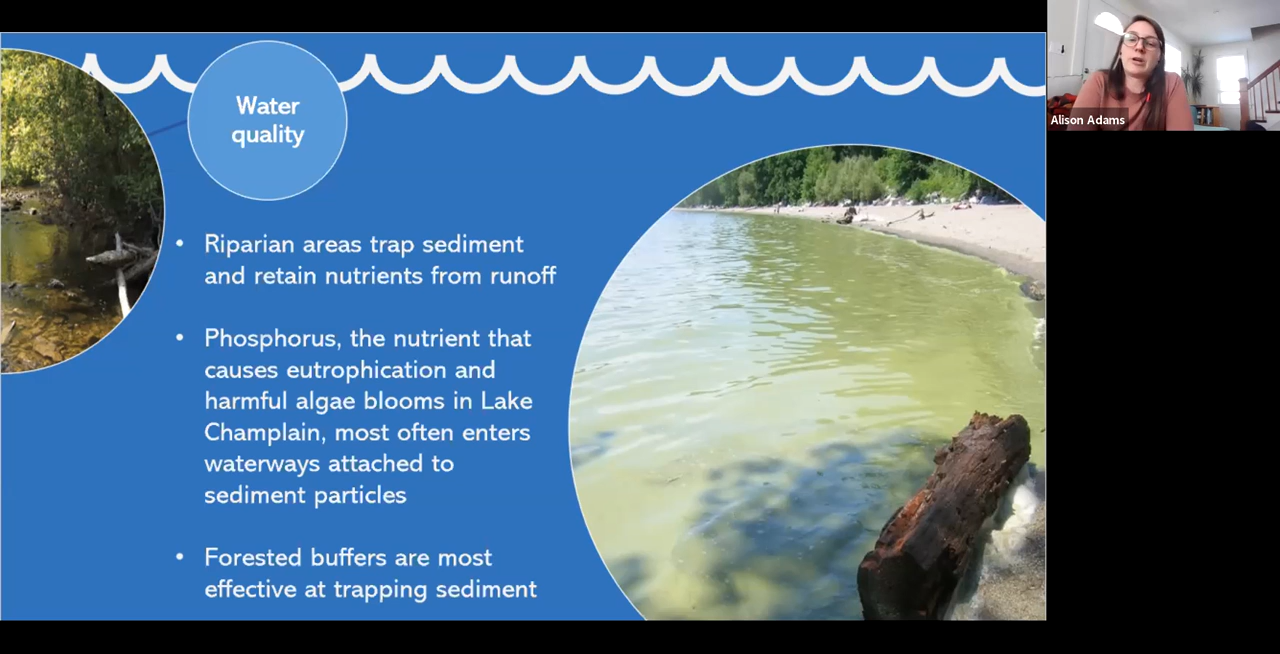 Water
quality
• Riparian areas trap sediment
and retain nutrients from runoff
• Phosphorus, the nutrient that
causes eutrophication and
harmful algae blooms in Lake
Champlain, most often enters
waterways attached to
sediment particles
• Forested buffers are most
effective at trapping sediment
Alison Adams